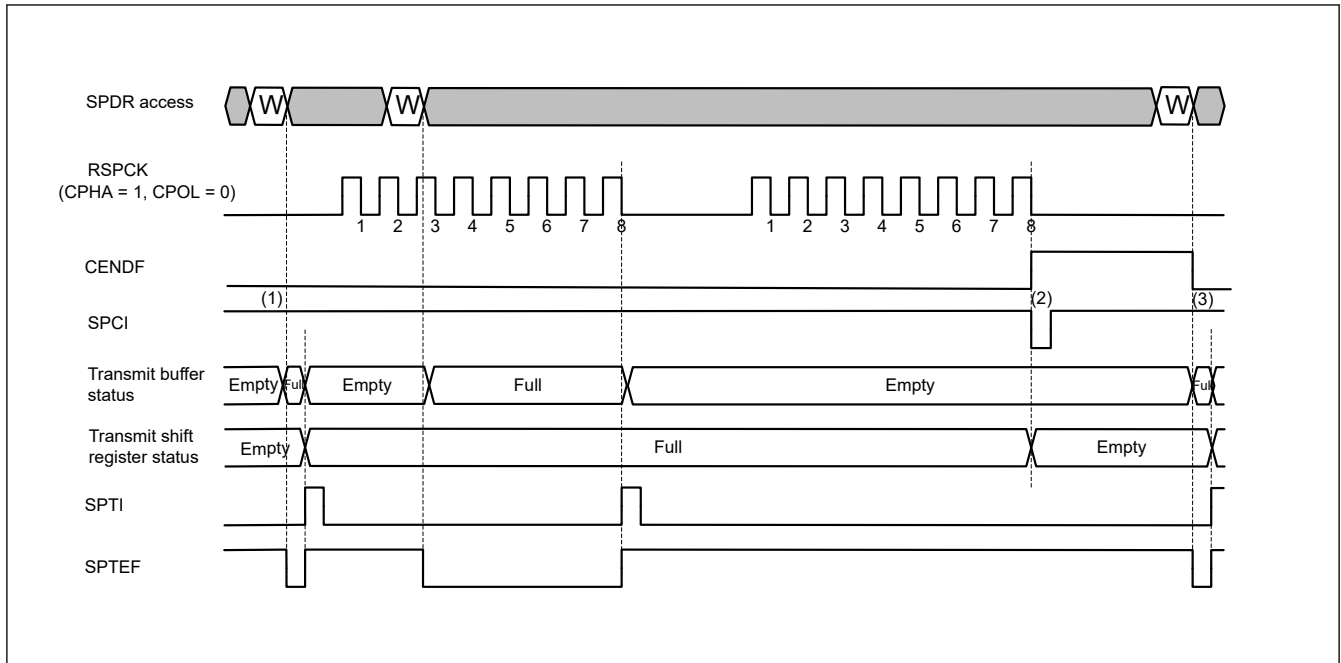 SPDR access
W
W
W
RSPCK
(CPHA = 1, CPOL = 0)
1 2 3 4 5 6 7 8
1 2 3 4 5 6 7 8
CENDF
(1)
(2)
(3)
SPCI
Transmit buffer
status
Empty
Full
Empty
Full
Empty
Full
Transmit shift
register status
Empty
Full
Empty
SPTI
SPTEF